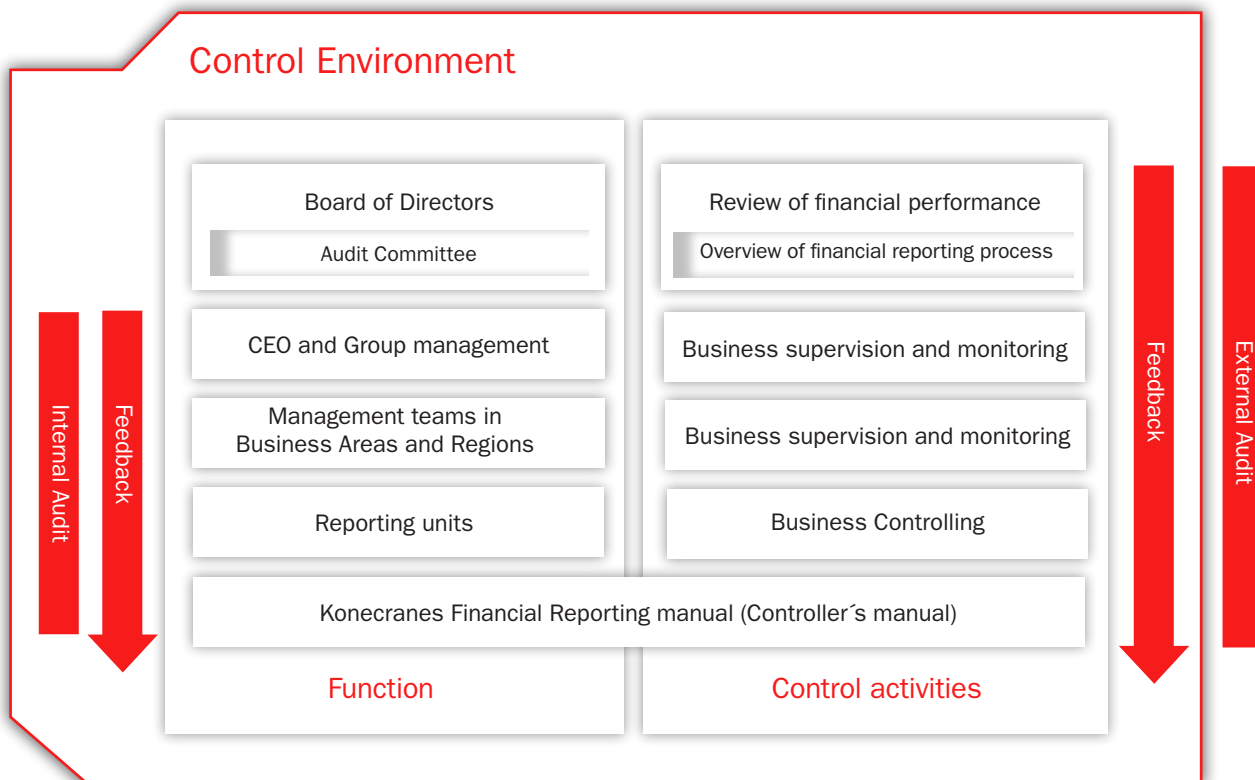 Control Environment
Board of Directors
Audit Committee
CEO and Group management
Management teams in
Business Areas and Regions
Reporting units
Review of financial performance
Overview of financial reporting process
Business supervision and monitoring
Business supervision and monitoring
Business Controlling
Konecranes Financial Reporting manual (Controller´s manual)
Function
Control activities
Internal Audit
Feedback
Feedback
External Audit